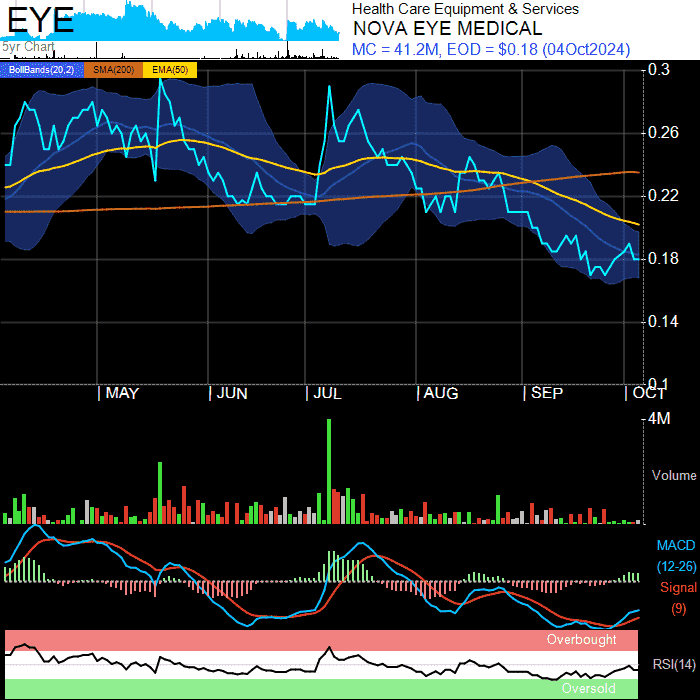 EYE
Health Care Equipment & Services
NOVA EYE MEDICAL
5yr Chart
MC = 41.2M, EOD = $0.18 (04Oct2024)
BollBands(20,2) SMA(200) EMA(50)
0.3
0.26
0.22
0.18
0.14
0.1
MAY JUN JUL AUG SEP OCT
4M
Volume
MACD
(12-26)
Signal
(9)
Overbought
RSI(14)
Oversold